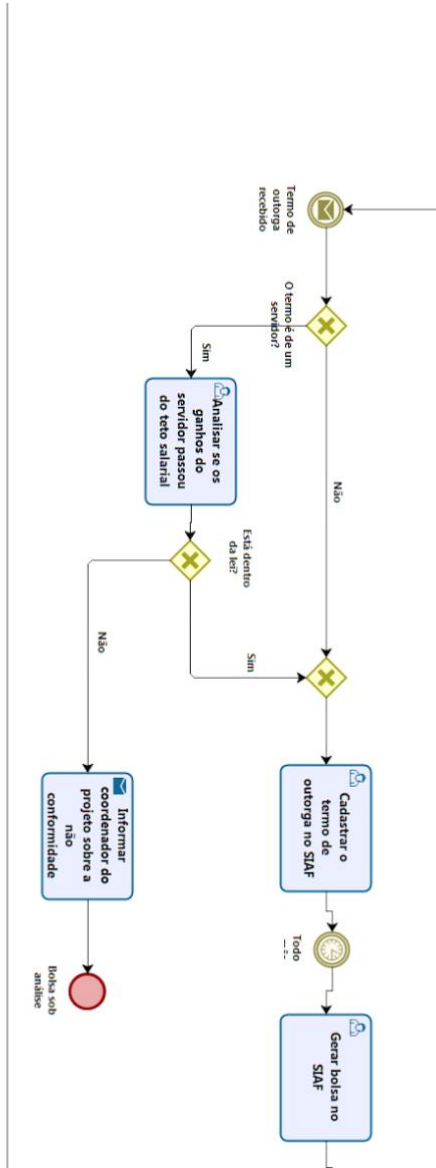 Termo de
outorga
recebido
O termo é de um
servidor?
Sim
Não
Analisar se os
ganhos do
servidor passou
do teto salarial
Está dentro
da lei?
Sim
Não
Informar
coordenador do
projeto sobre a
não
conformidade
Bolsa sob
análise
Cadastrar o
termo de
outorga no SIAF
Todo
Gerar bolsa no
SIAF